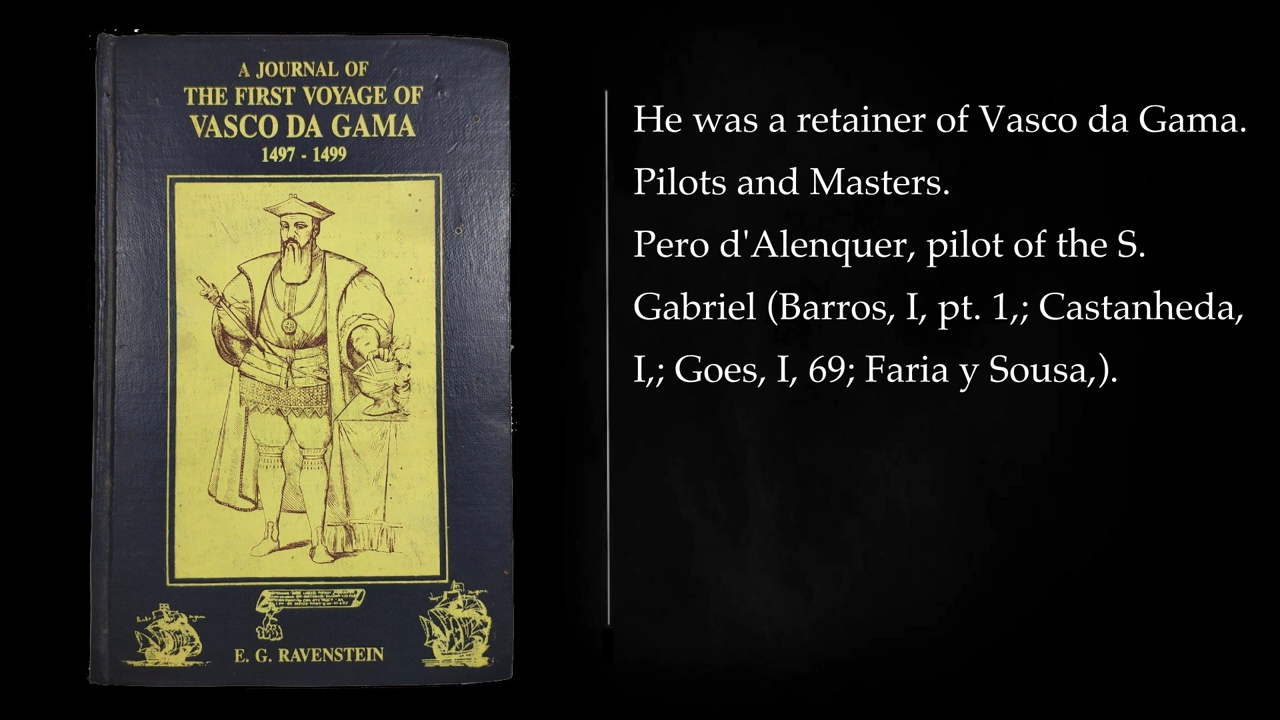 A JOURNAL OF
THE FIRST VOYAGE OF
VASCO DA GAMA
1497 - 1499
E. G. RAVENSTEIN
He was a retainer of Vasco da Gama.
Pilots and Masters.
Pero d'Alenquer, pilot of the S.
Gabriel (Barros, I, pt. 1,; Castanheda,
I,; Goes, I, 69; Faria y Sousa,).